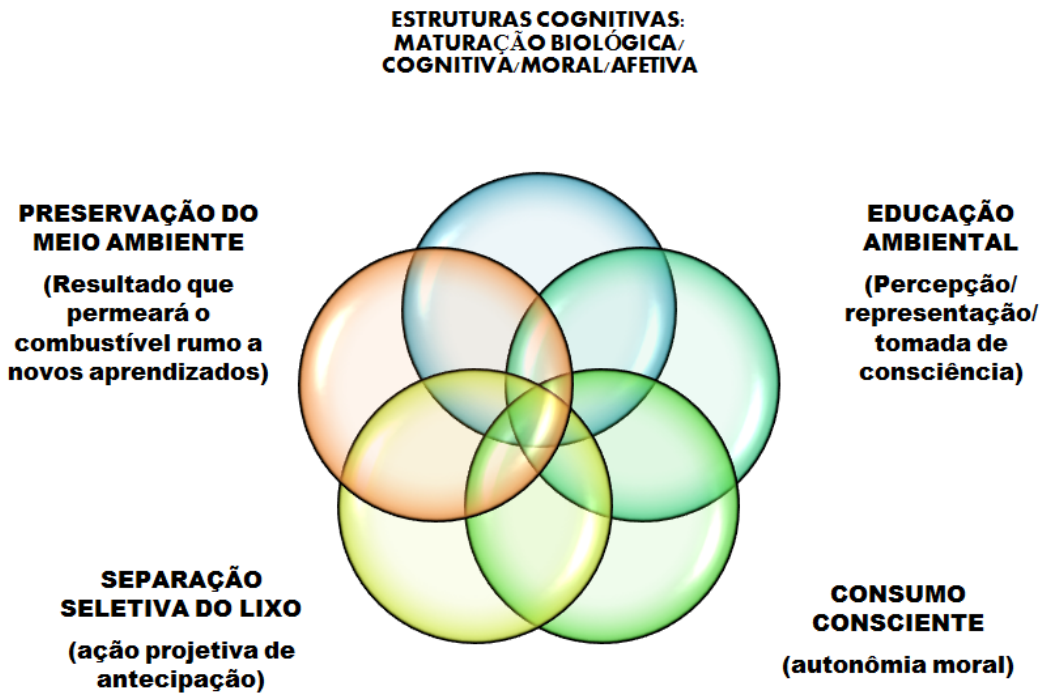 ESTRUTURAS COGNITIVAS:
MATURAÇÃO BIOLÓGICA/
COGNITIVA/MORAL/AFETIVA
PRESERVAÇÃO DO
MEIO AMBIENTE
(Resultado que
permeará o
combustível rumo a
novos aprendizados)
EDUCAÇÃO
AMBIENTAL
(Percepção/
representação/
tomada de
consciência)
SEPARAÇÃO
SELETIVA DO LIXO
(ação projetiva de
antecipação)
CONSUMO
CONSCIENTE
(autonômia moral)